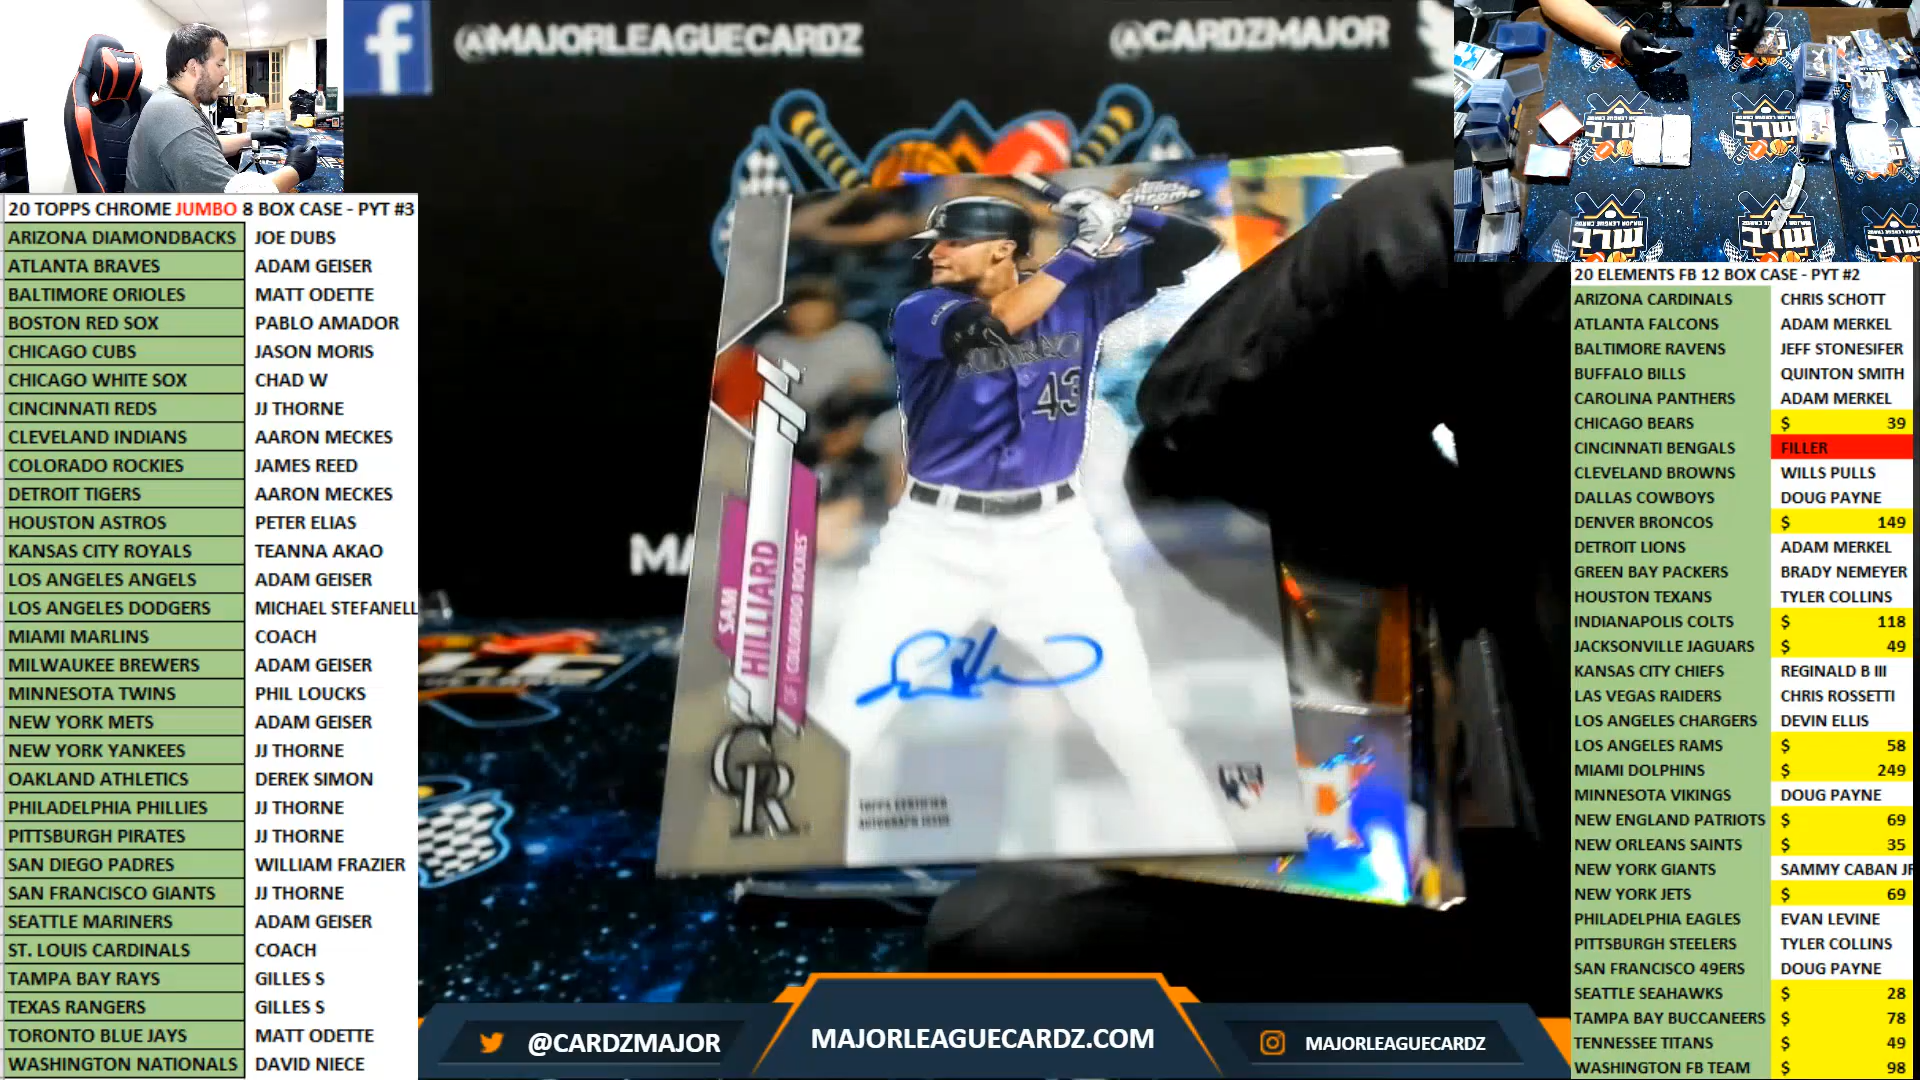 @MAJORLEAGUECARDZ
@CARDZMAJOR
20 TOPPS CHROME JUMBO 8 BOX CASE - PYT #3
ARIZONA DIAMONDBACKS JOE DUBS
ATLANTA BRAVES ADAM GEISER
BALTIMORE ORIOLES MATT ODETTE
BOSTON RED SOX PABLO AMADOR
CHICAGO CUBS JASON MORIS
CHICAGO WHITE SOX CHAD W
CINCINNATI REDS JJ THORNE
CLEVELAND INDIANS AARON MECKES
COLORADO ROCKIES JAMES REED
DETROIT TIGERS AARON MECKES
HOUSTON ASTROS PETER ELIAS
KANSAS CITY ROYALS TEANNA AKAO
LOS ANGELES ANGELS ADAM GEISER
LOS ANGELES DODGERS MICHAEL STEFANELL
MIAMI MARLINS COACH
MILWAUKEE BREWERS ADAM GEISER
MINNESOTA TWINS PHIL LOUCKS
NEW YORK METS ADAM GEISER
NEW YORK YANKEES JJ THORNE
OAKLAND ATHLETICS DEREK SIMON
PHILADELPHIA PHILLIES JJ THORNE
PITTSBURGH PIRATES JJ THORNE
SAN DIEGO PADRES WILLIAM FRAZIER
SAN FRANCISCO GIANTS JJ THORNE
SEATTLE MARINERS ADAM GEISER
ST. LOUIS CARDINALS COACH
TAMPA BAY RAYS GILLES S
TEXAS RANGERS GILLES S
TORONTO BLUE JAYS MATT ODETTE
WASHINGTON NATIONALS DAVID NIECE
Topps
Chrome
43
SAM
HILLIARD
OF | COLORADO ROCKIES
CR
TOPPS CERTIFIED
AUTOGRAPH ISSUE
MA
20 ELEMENTS FB 12 BOX CASE - PYT #2
ARIZONA CARDINALS CHRIS SCHOTT
ATLANTA FALCONS ADAM MERKEL
BALTIMORE RAVENS JEFF STONESIFER
BUFFALO BILLS QUINTON SMITH
CAROLINA PANTHERS ADAM MERKEL
CHICAGO BEARS $ 39
CINCINNATI BENGALS FILLER
CLEVELAND BROWNS WILLS PULLS
DALLAS COWBOYS DOUG PAYNE
DENVER BRONCOS $ 149
DETROIT LIONS ADAM MERKEL
GREEN BAY PACKERS BRADY NEMEYER
HOUSTON TEXANS TYLER COLLINS
INDIANAPOLIS COLTS $ 118
JACKSONVILLE JAGUARS $ 49
KANSAS CITY CHIEFS REGINALD B III
LAS VEGAS RAIDERS CHRIS ROSSETTI
LOS ANGELES CHARGERS DEVIN ELLIS
LOS ANGELES RAMS $ 58
MIAMI DOLPHINS $ 249
MINNESOTA VIKINGS DOUG PAYNE
NEW ENGLAND PATRIOTS $ 69
NEW ORLEANS SAINTS $ 35
NEW YORK GIANTS SAMMY CABAN JR
NEW YORK JETS $ 69
PHILADELPHIA EAGLES EVAN LEVINE
PITTSBURGH STEELERS TYLER COLLINS
SAN FRANCISCO 49ERS DOUG PAYNE
SEATTLE SEAHAWKS $ 28
TAMPA BAY BUCCANEERS $ 78
TENNESSEE TITANS $ 49
WASHINGTON FB TEAM $ 98
@CARDZMAJOR
MAJORLEAGUECARDZ.COM
MAJORLEAGUECARDZ